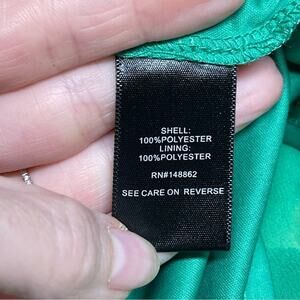 SHELL:
100%POLYESTER
LINING:
100%POLYESTER
RN#148862
SEE CARE ON REVERSE